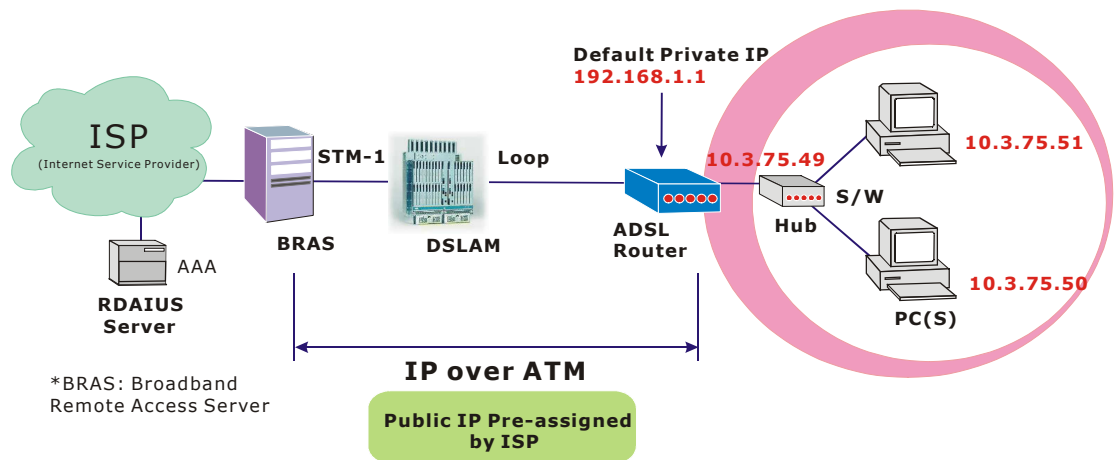 Default Private IP
192.168.1.1
ISP
(Internet Service Provider)
STM-1
Loop
10.3.75.49
10.3.75.51
S/W
Hub
ADSL
Router
BRAS
DSLAM
AAA
RDAIUS
Server
10.3.75.50
PC(S)
IP over ATM
*BRAS: Broadband
Remote Access Server
Public IP Pre-assigned
by ISP